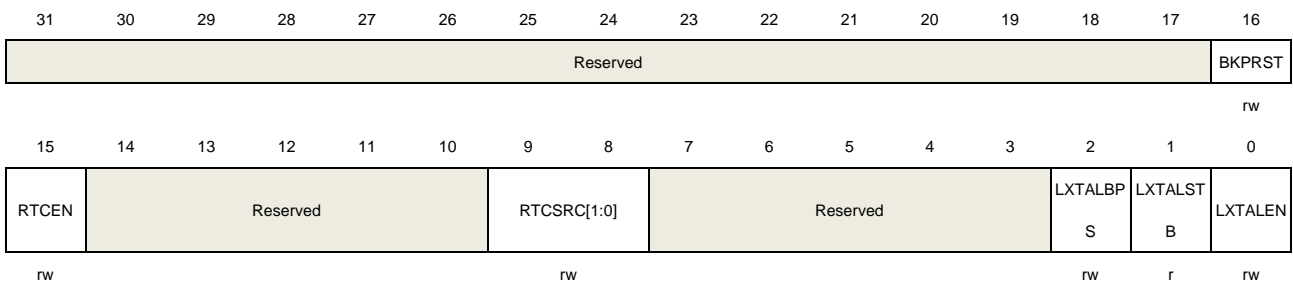 31 30 29 28 27 26 25 24 23 22 21 20 19 18 17 16
Reserved BKPRST
rw
15 14 13 12 11 10 9 8 7 6 5 4 3 2 1 0
RTCEN Reserved RTCSRC[1:0] Reserved LXTALBP LXTALST LXTALEN
S B
rw rw rw r rw